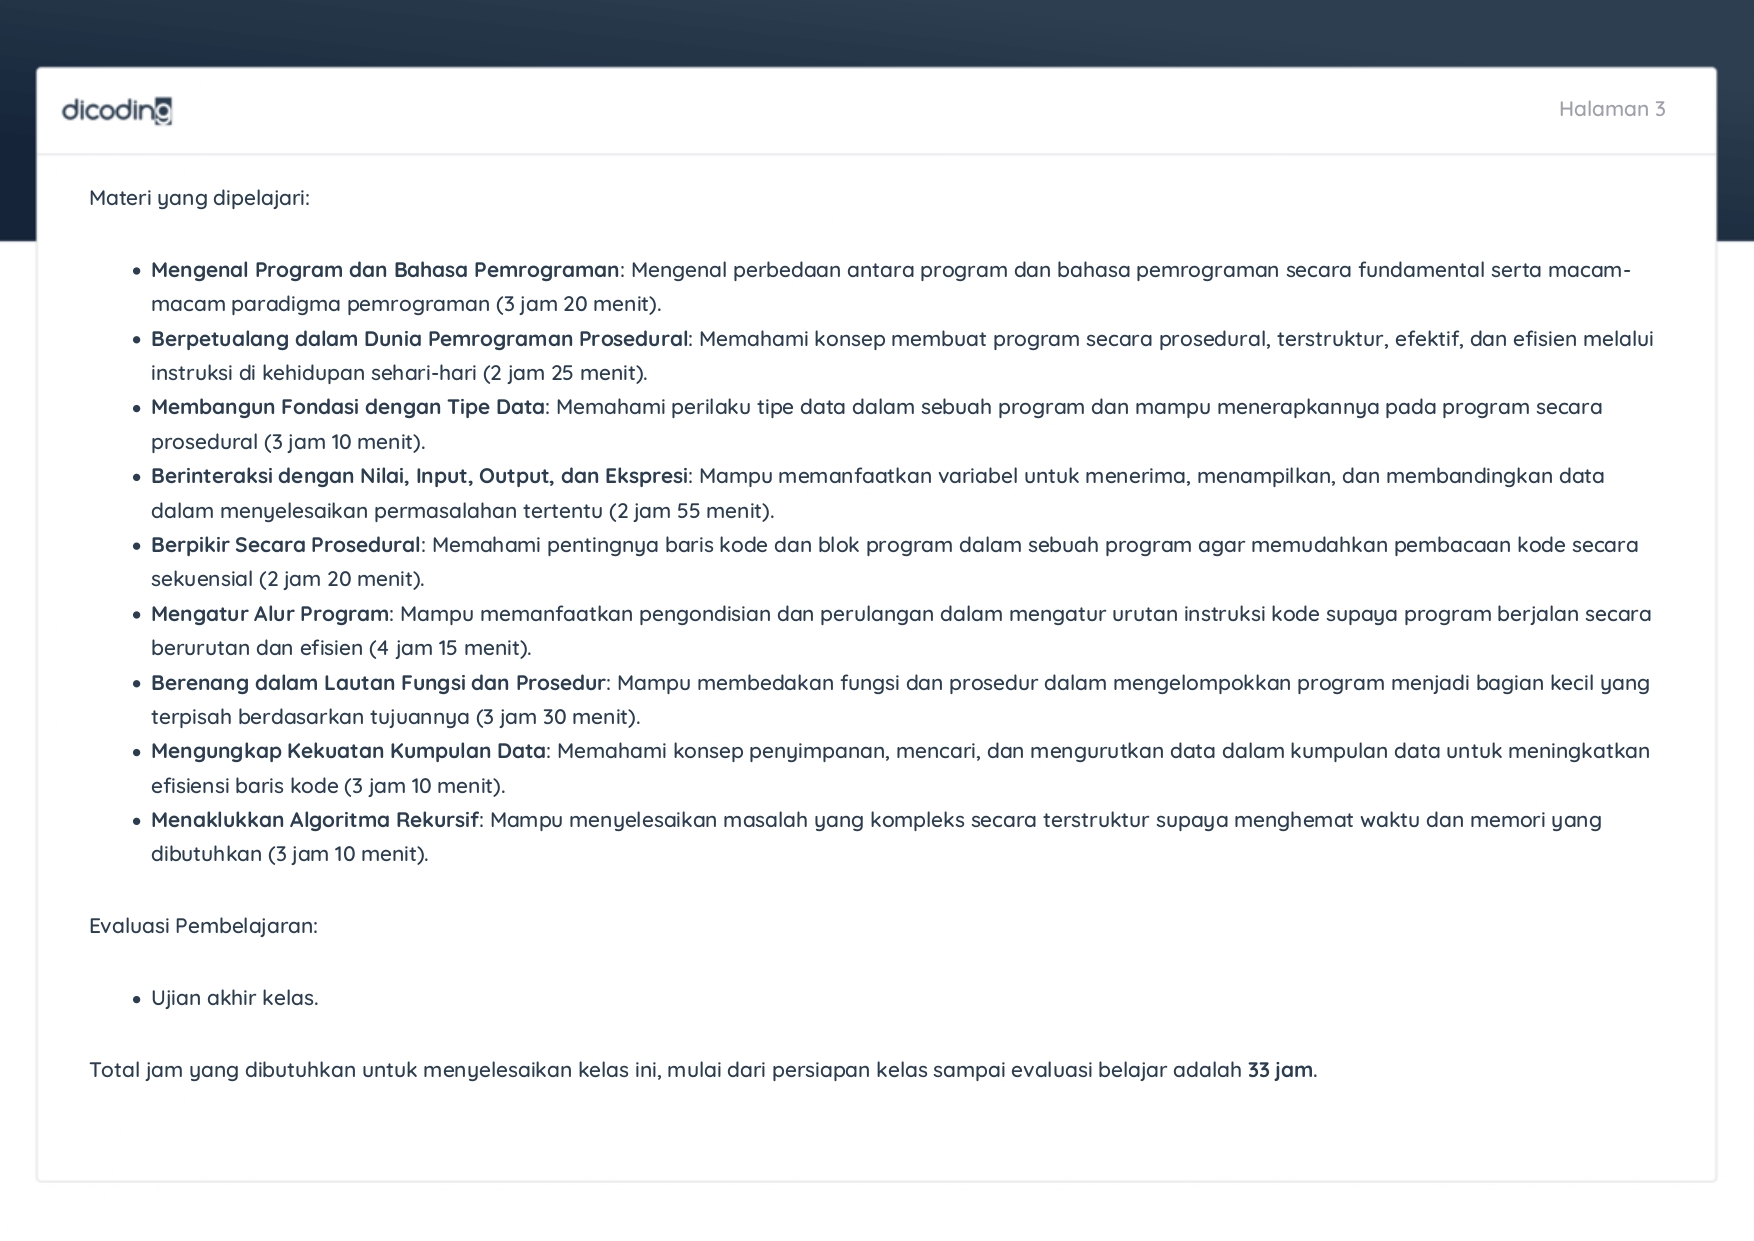 dicoding
Halaman 3
Materi yang dipelajari:
• Mengenal Program dan Bahasa Pemrograman: Mengenal perbedaan antara program dan bahasa pemrograman secara fundamental serta macam-
macam paradigma pemrograman (3 jam 20 menit).
• Berpetualang dalam Dunia Pemrograman Prosedural: Memahami konsep membuat program secara prosedural, terstruktur, efektif, dan efisien melalui
instruksi di kehidupan sehari-hari (2 jam 25 menit).
• Membangun Fondasi dengan Tipe Data: Memahami perilaku tipe data dalam sebuah program dan mampu menerapkannya pada program secara
prosedural (3 jam 10 menit).
• Berinteraksi dengan Nilai, Input, Output, dan Ekspresi: Mampu memanfaatkan variabel untuk menerima, menampilkan, dan membandingkan data
dalam menyelesaikan permasalahan tertentu (2 jam 55 menit).
• Berpikir Secara Prosedural: Memahami pentingnya baris kode dan blok program dalam sebuah program agar memudahkan pembacaan kode secara
sekuensial (2 jam 20 menit).
• Mengatur Alur Program: Mampu memanfaatkan pengondisian dan perulangan dalam mengatur urutan instruksi kode supaya program berjalan secara
berurutan dan efisien (4 jam 15 menit).
• Berenang dalam Lautan Fungsi dan Prosedur: Mampu membedakan fungsi dan prosedur dalam mengelompokkan program menjadi bagian kecil yang
terpisah berdasarkan tujuannya (3 jam 30 menit).
• Mengungkap Kekuatan Kumpulan Data: Memahami konsep penyimpanan, mencari, dan mengurutkan data dalam kumpulan data untuk meningkatkan
efisiensi baris kode (3 jam 10 menit).
• Menaklukkan Algoritma Rekursif: Mampu menyelesaikan masalah yang kompleks secara terstruktur supaya menghemat waktu dan memori yang
dibutuhkan (3 jam 10 menit).
Evaluasi Pembelajaran:
• Ujian akhir kelas.
Total jam yang dibutuhkan untuk menyelesaikan kelas ini, mulai dari persiapan kelas sampai evaluasi belajar adalah 33 jam.